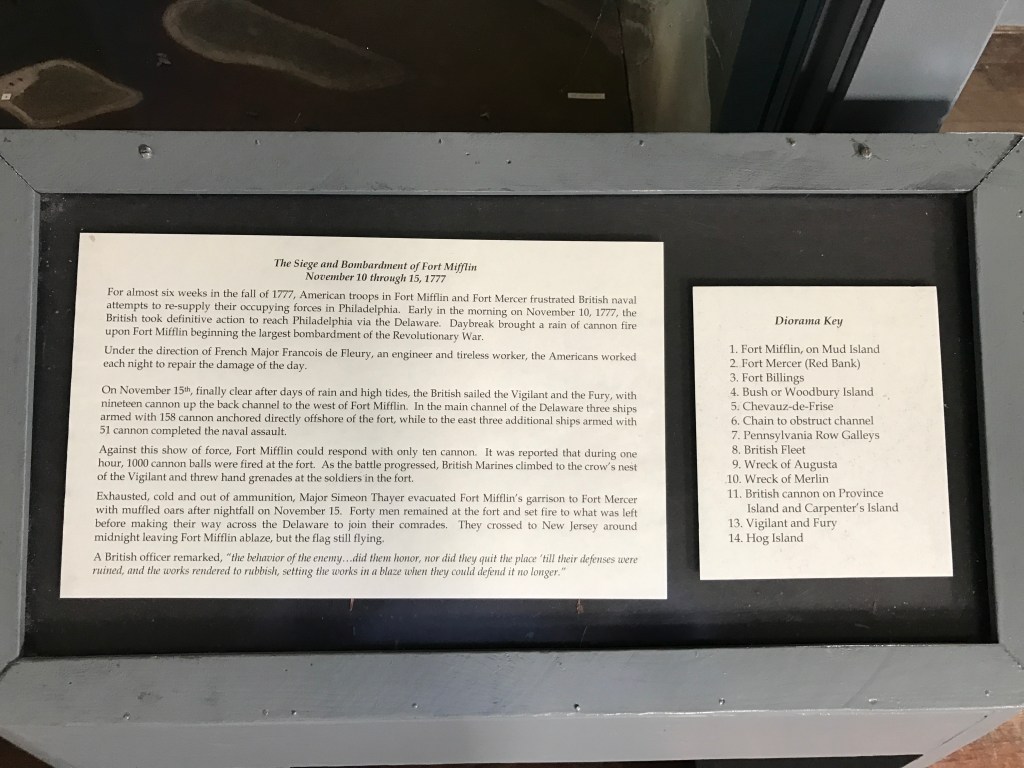 The Siege and Bombardment of Fort Mifflin
November 10 through 15, 1777
For almost six weeks in the fall of 1777, American troops in Fort Mifflin and Fort Mercer frustrated British naval
attempts to re-supply their occupying forces in Philadelphia. Early in the morning on November 10, 1777, the
British took definitive action to reach Philadelphia via the Delaware. Daybreak brought a rain of cannon fire
upon Fort Mifflin beginning the largest bombardment of the Revolutionary War.
Under the direction of French Major Francois de Fleury, an engineer and tireless worker, the Americans worked
each night to repair the damage of the day.
On November 15th, finally clear after days of rain and high tides, the British sailed the Vigilant and the Fury, with
nineteen cannon up the back channel to the west of Fort Mifflin. In the main channel of the Delaware three ships
armed with 158 cannon anchored directly offshore of the fort, while to the east three additional ships armed with
51 cannon completed the naval assault.
Against this show of force, Fort Mifflin could respond with only ten cannon. It was reported that during one
hour, 1000 cannon balls were fired at the fort. As the battle progressed, British Marines climbed to the crow's nest
of the Vigilant and threw hand grenades at the soldiers in the fort.
Exhausted, cold and out of ammunition, Major Simeon Thayer evacuated Fort Mifflin's garrison to Fort Mercer
with muffled oars after nightfall on November 15. Forty men remained at the fort and set fire to what was left
before making their way across the Delaware to join their comrades. They crossed to New Jersey around
midnight leaving Fort Mifflin ablaze, but the flag still flying.
A British officer remarked, "the behavior of the enemy…did them honor, nor did they quit the place 'till their defenses were
ruined, and the works rendered to rubbish, setting the works in a blaze when they could defend it no longer."
Diorama Key
1. Fort Mifflin, on Mud Island
2. Fort Mercer (Red Bank)
3. Fort Billings
4. Bush or Woodbury Island
5. Chevauz-de-Frise
6. Chain to obstruct channel
7. Pennsylvania Row Galleys
8. British Fleet
9. Wreck of Augusta
10. Wreck of Merlin
11. British cannon on Province
Island and Carpenter's Island
13. Vigilant and Fury
14. Hog Island